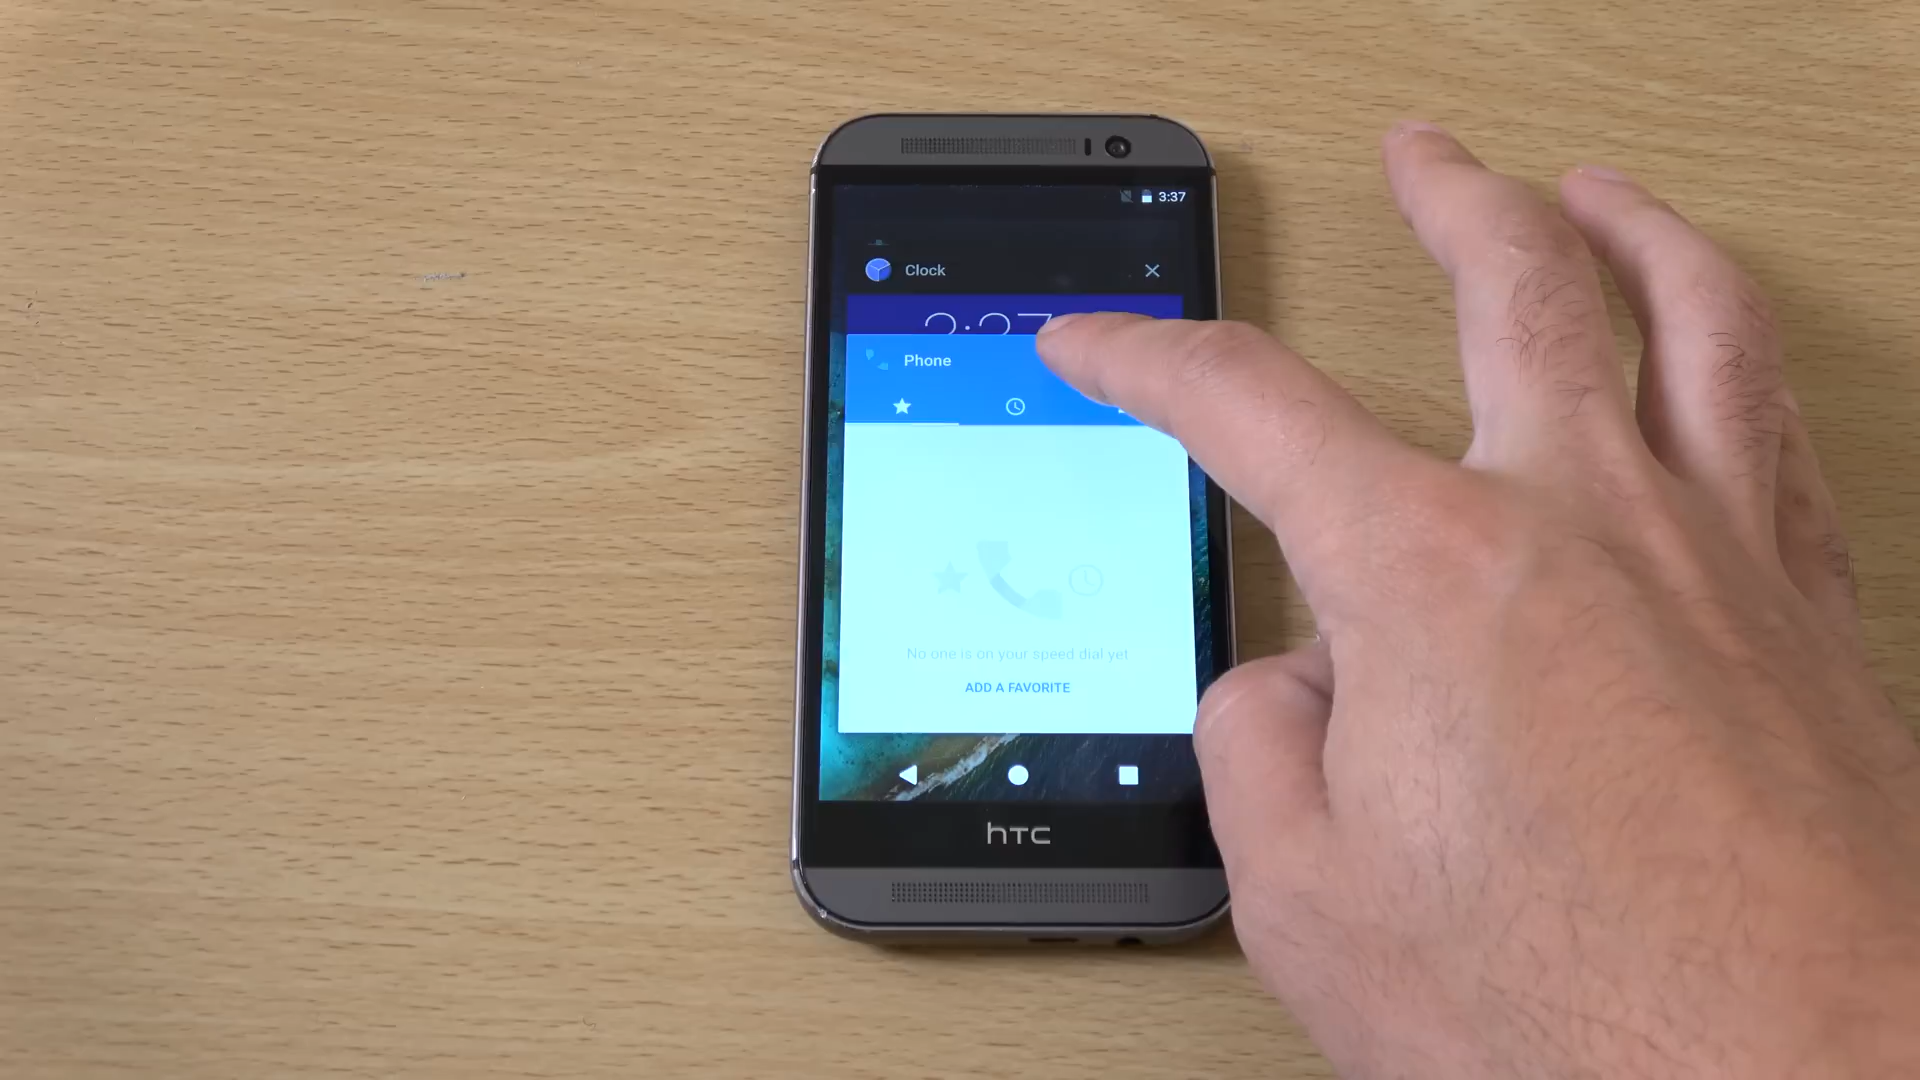 3:37
Clock
Phone
No one is on your speed dial yet
ADD A FAVORITE
hTC